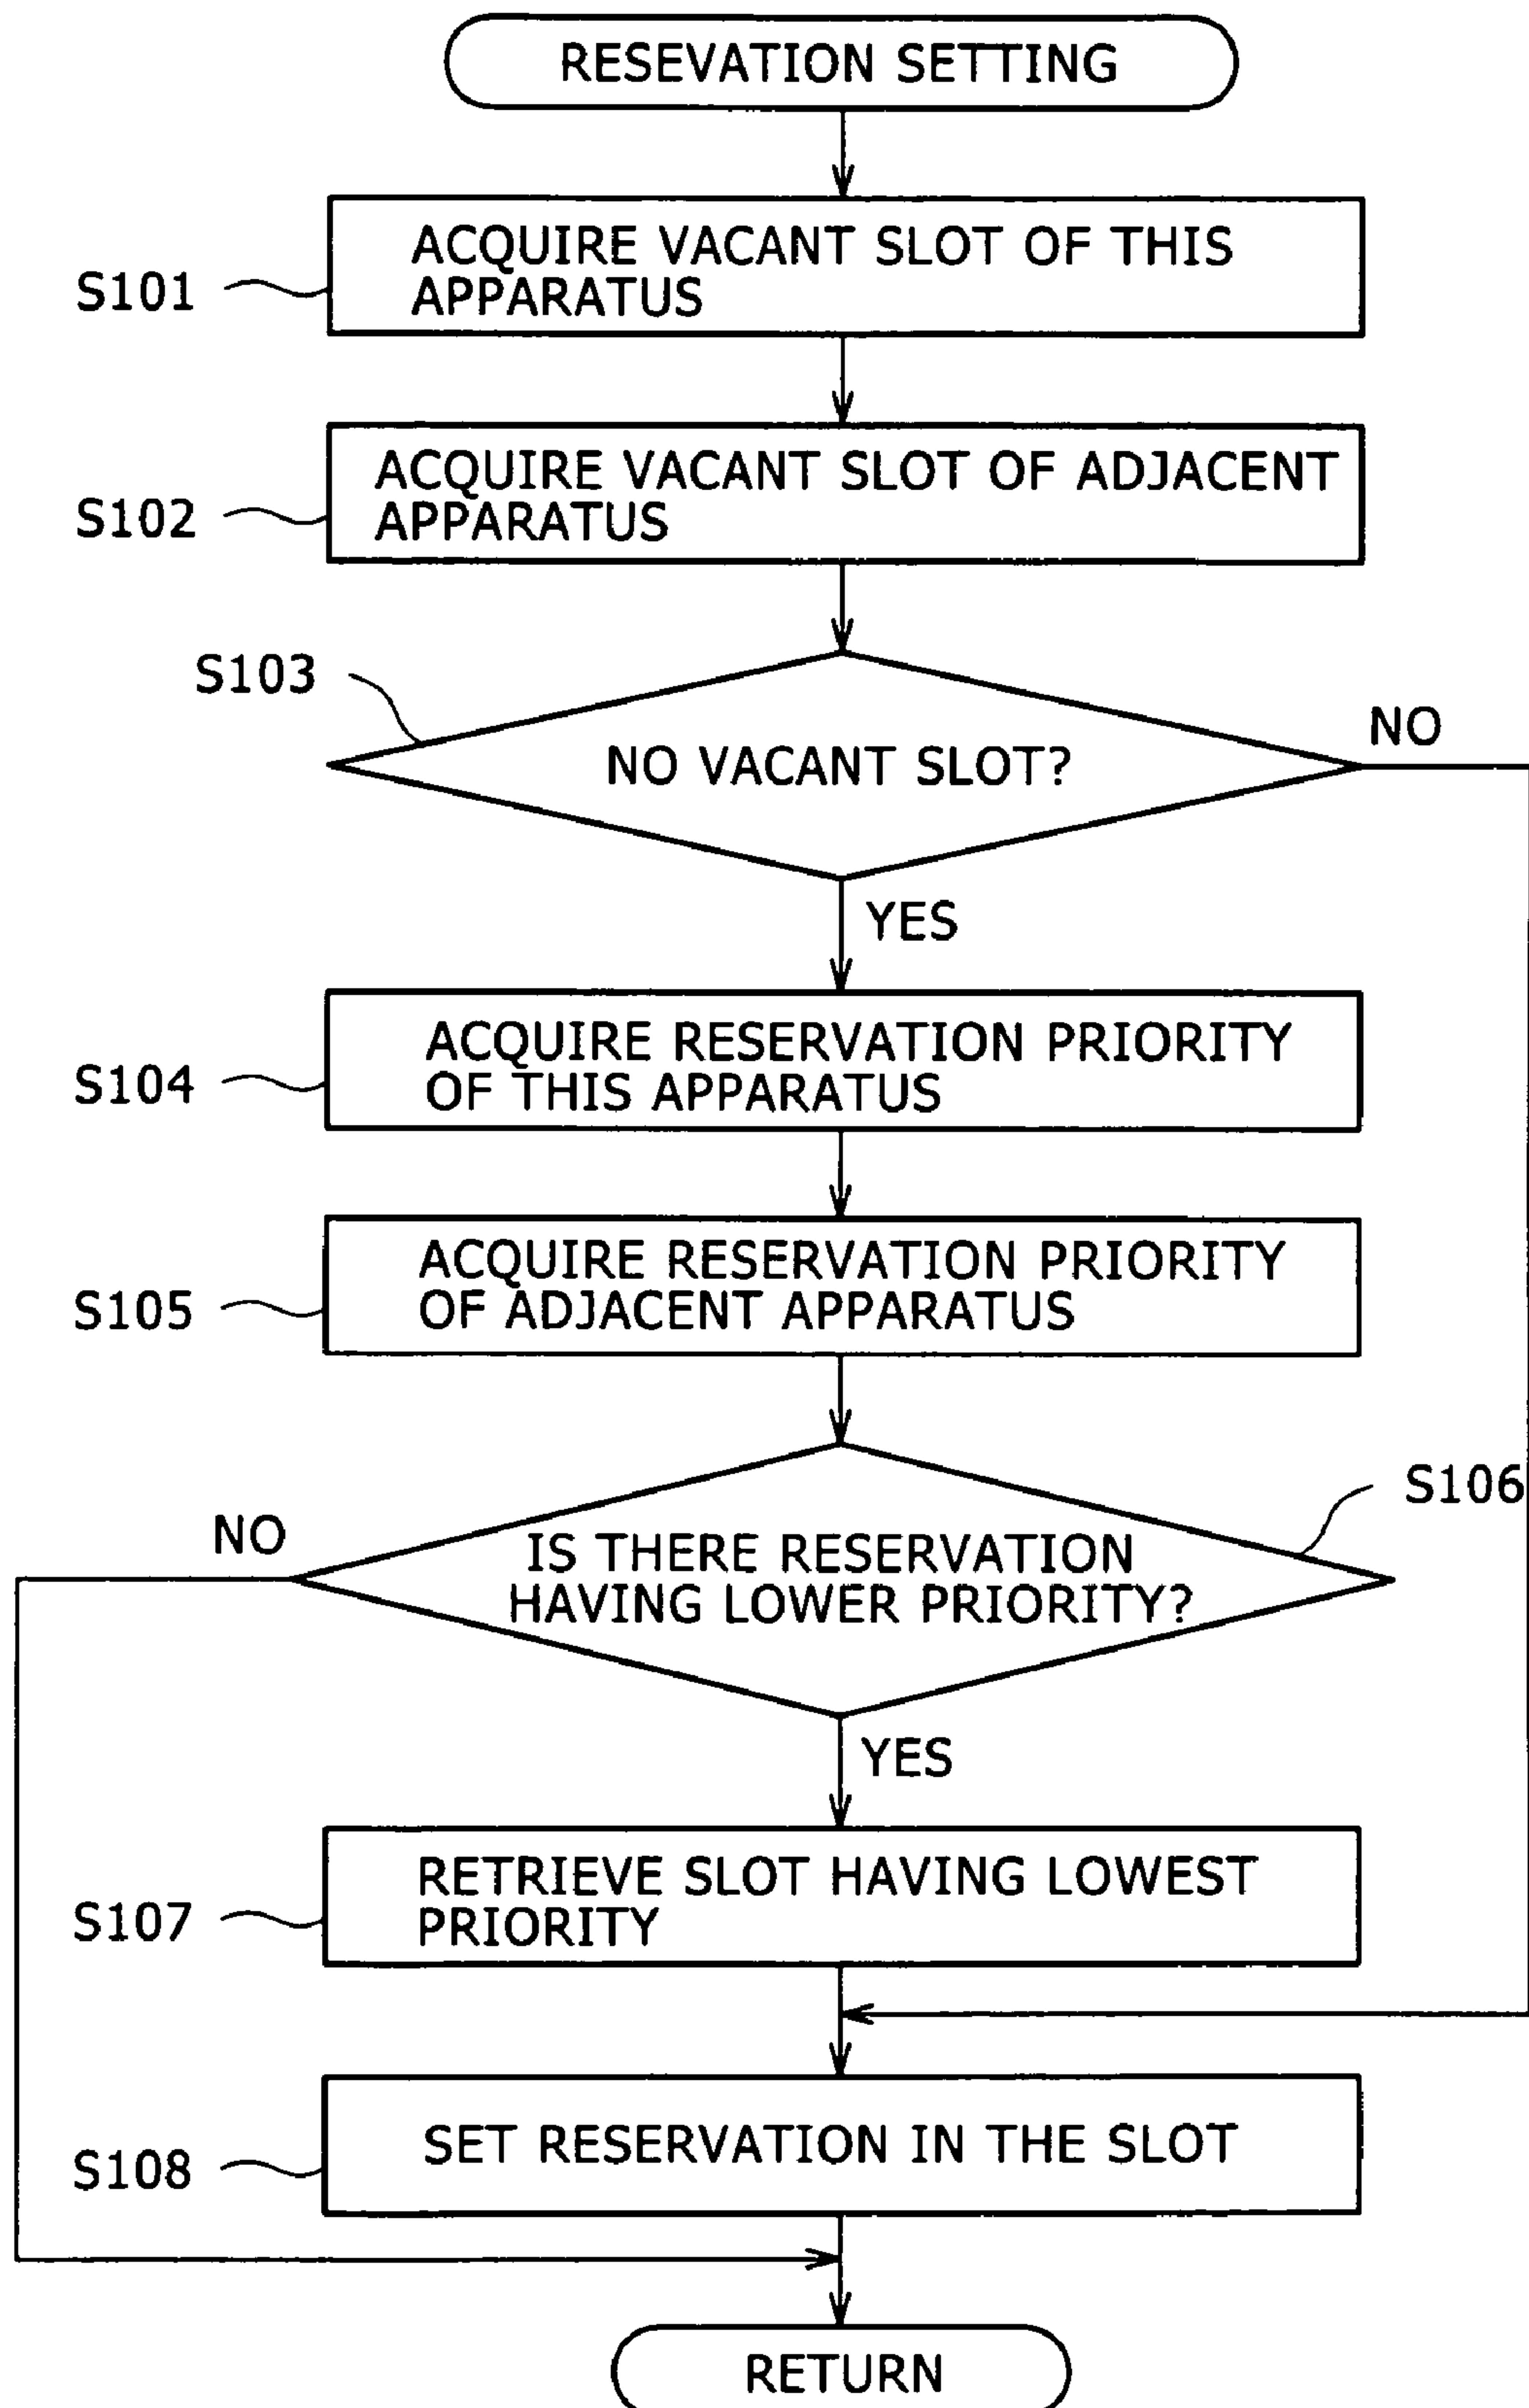 RESEVATION SETTING
ACQUIRE VACANT SLOT OF THIS
APPARATUS
S101
ACQUIRE VACANT SLOT OF ADJACENT
APPARATUS
S102
S103
NO VACANT SLOT?
NO
YES
ACQUIRE RESERVATION PRIORITY
OF THIS APPARATUS
S104
ACQUIRE RESERVATION PRIORITY
OF ADJACENT APPARATUS
S105
S106
NO
IS THERE RESERVATION
HAVING LOWER PRIORITY?
YES
RETRIEVE SLOT HAVING LOWEST
PRIORITY
S107
SET RESERVATION IN THE SLOT
S108
RETURN